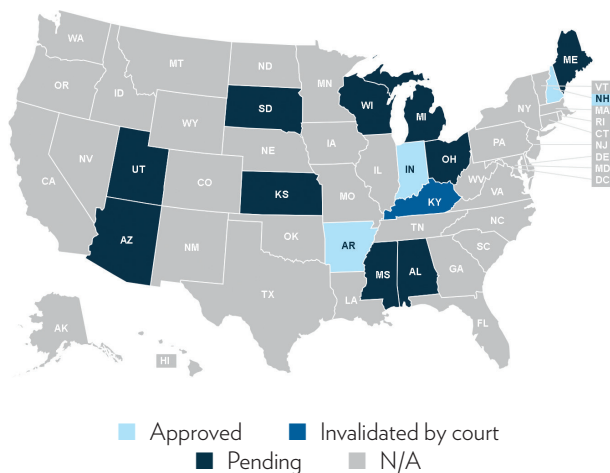 WA
ME
MT
ND
VT
MN
NH
OR
ID
SD
WI
NY
MA
MI
RI
WY
CT
IA
PA
NJ
NE
OH
DE
NV
IL
IN
MD
UT
WV
DC
CO
VA
CA
KS
MO
KY
NC
TN
AZ
OK
NM
AR
SC
MS
AL
GA
TX
LA
AK
FL
HI
Approved
Invalidated by court
Pending
N/A